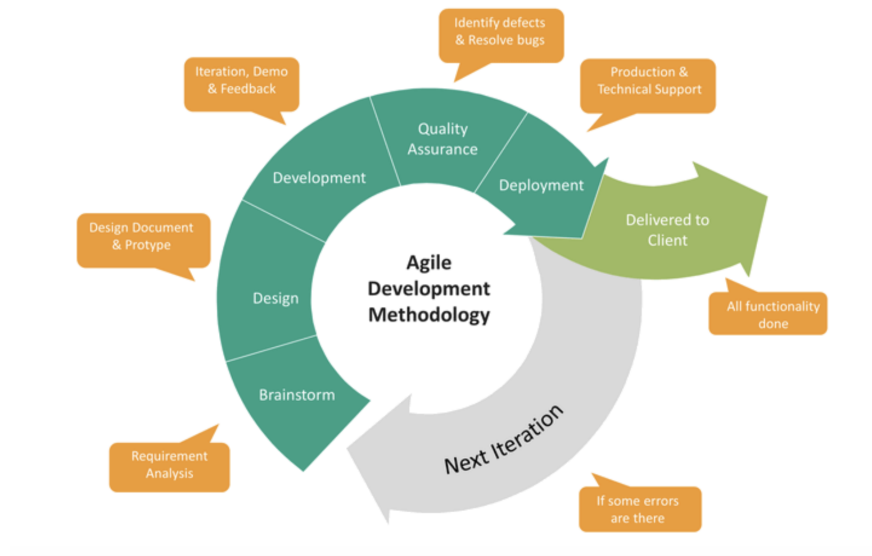 Identify defects
& Resolve bugs
Iteration, Demo
& Feedback
Production &
Technical Support
Quality
Assurance
Development
Deployment
Design Document
& Protype
Delivered to
Client
Agile
Development
Methodology
Design
All functionality
done
Brainstorm
Next Iteration
Requirement
Analysis
If some errors
are there